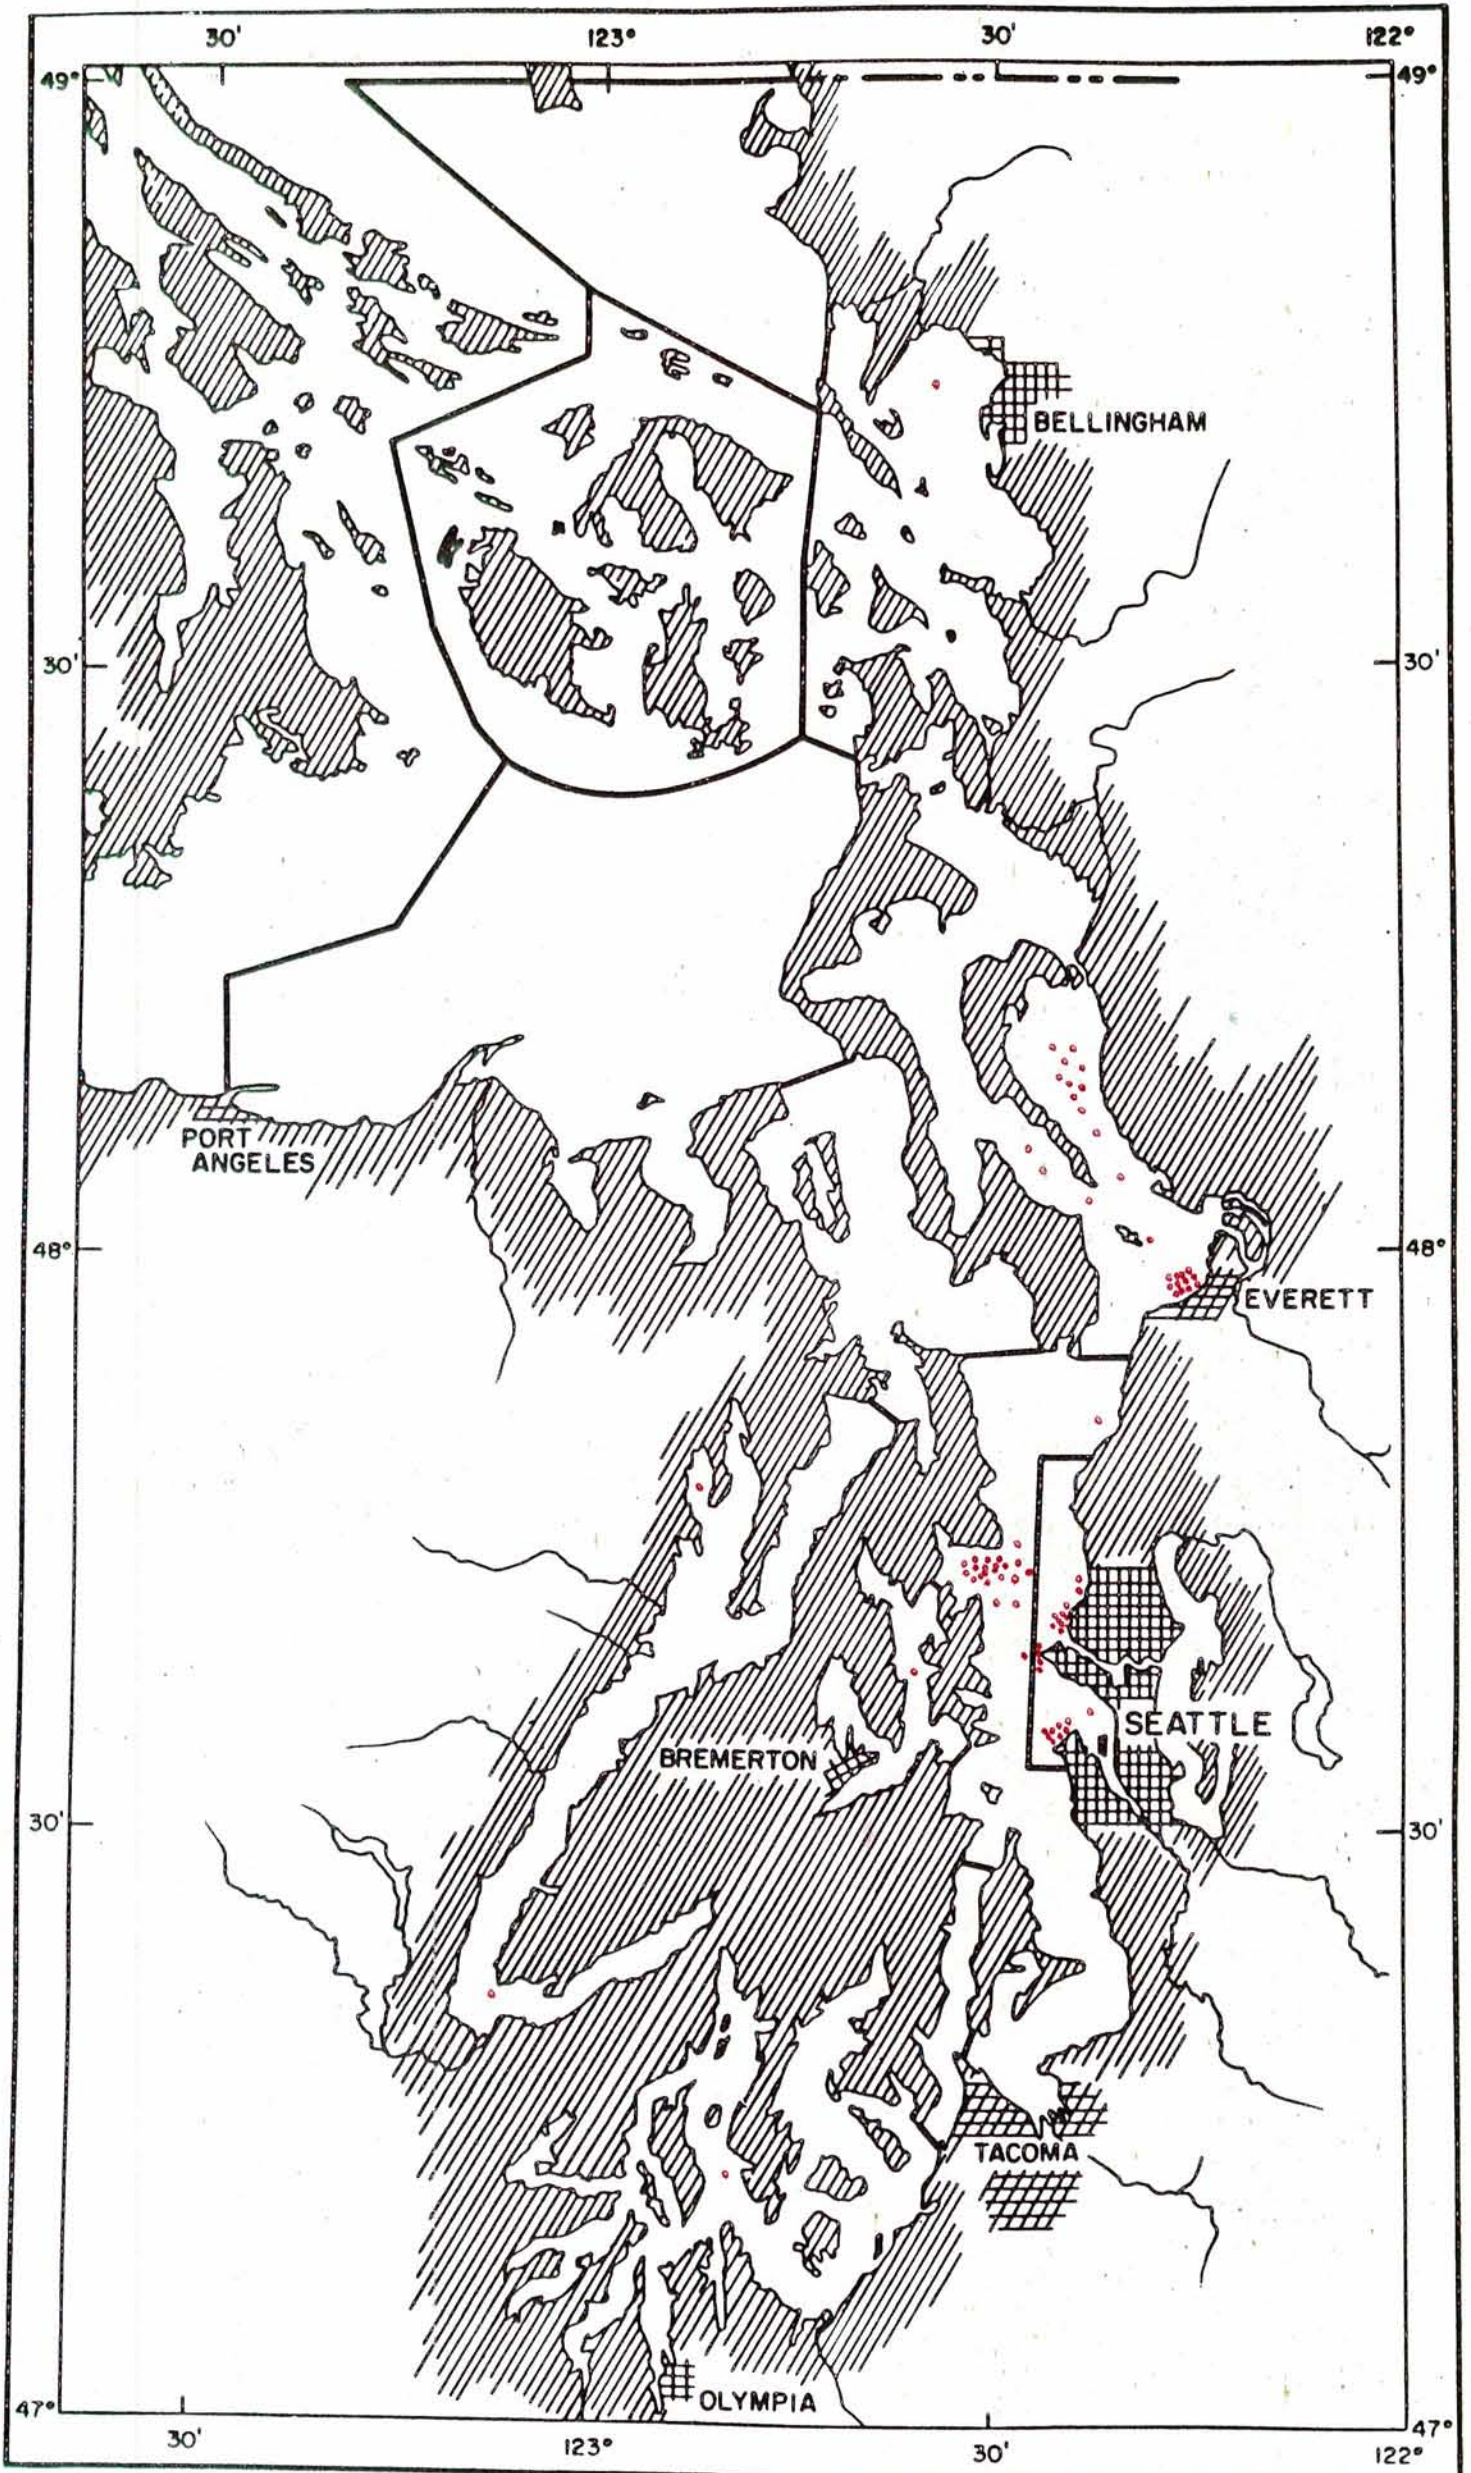 30' 123° 30' 122°
49° 49°
BELLINGHAM
30' 30'
PORT
ANGELES
48° 48°
EVERETT
SEATTLE
BREMERTON
30' 30'
TACOMA
OLYMPIA
47° 47°
30' 123° 30' 122°